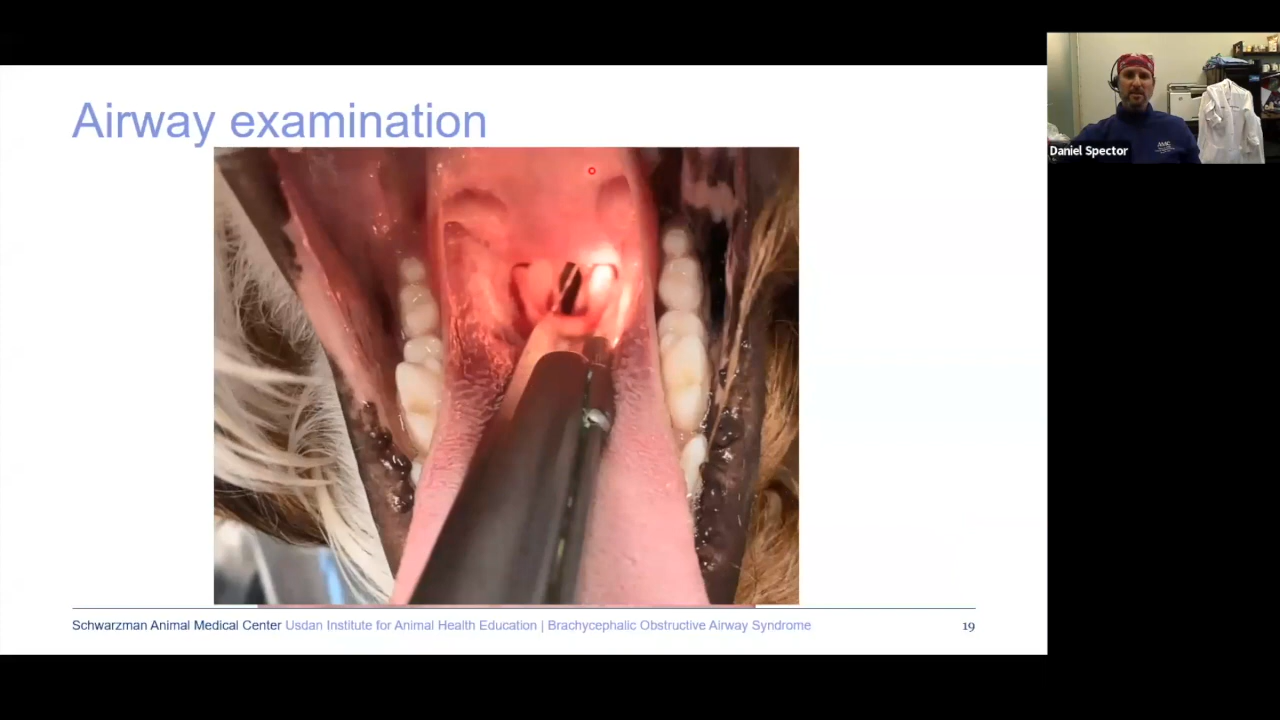 Airway examination
Daniel Spector
AMC
Schwarzman Animal Medical Center Usdan Institute for Animal Health Education | Brachycephalic Obstructive Airway Syndrome
19